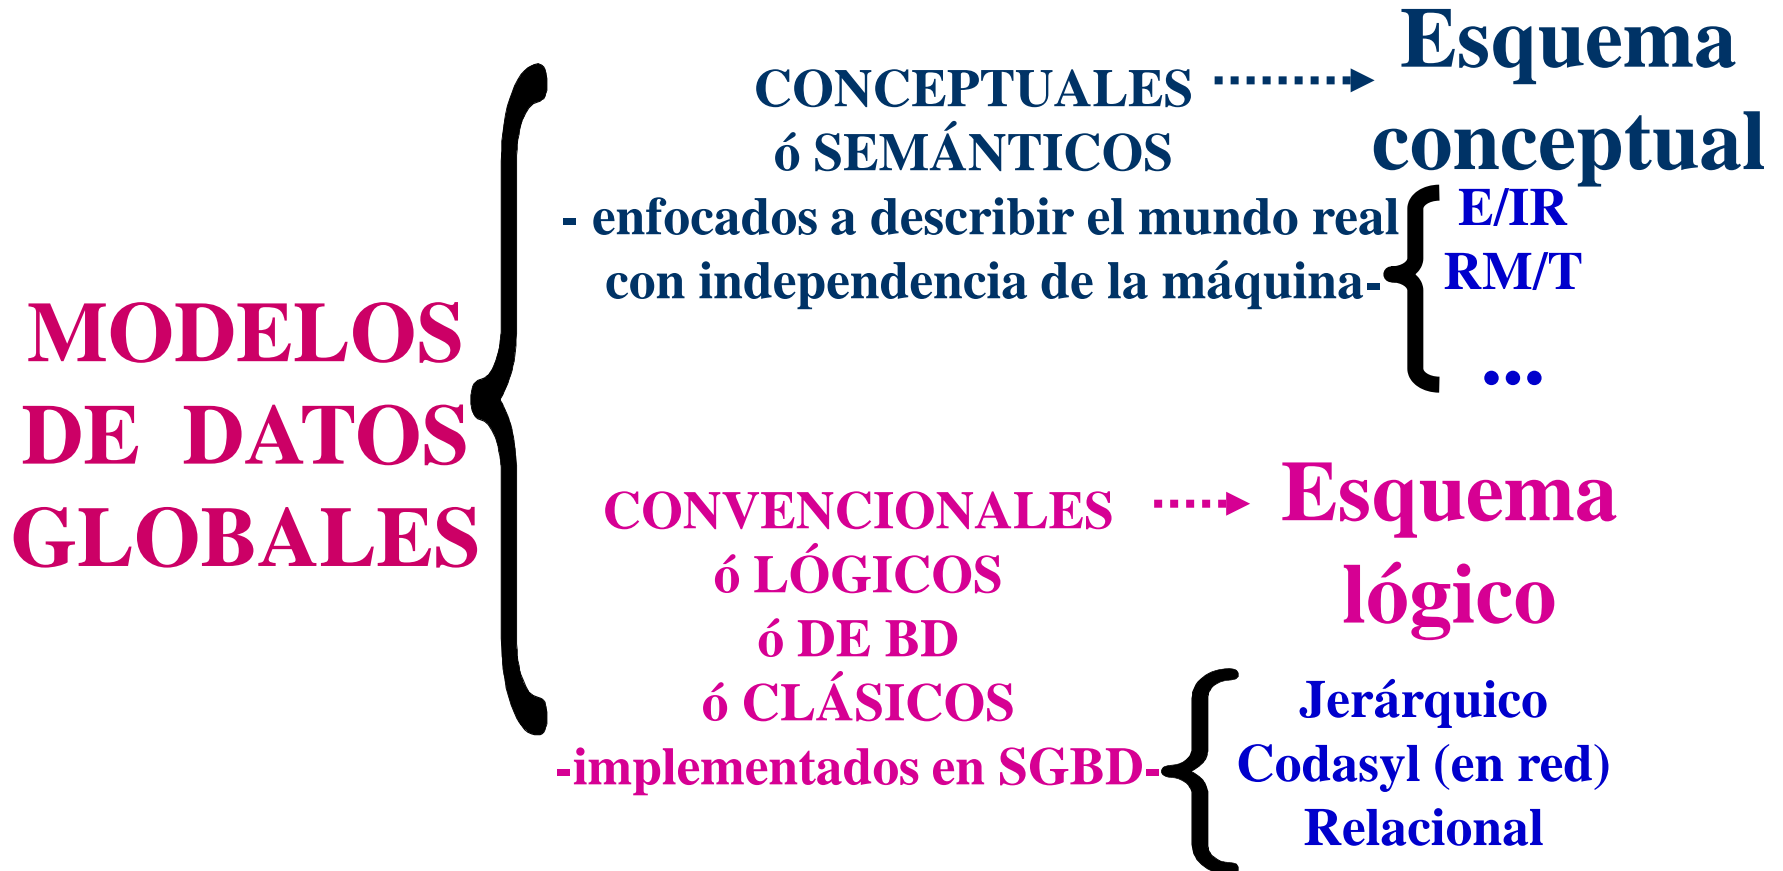 MODELOS
DE DATOS
GLOBALES
CONCEPTUALES
ó SEMÁNTICOS
- enfocados a describir el mundo real
con independencia de la máquina-
Esquema
conceptual
E/IR
RM/T
...
CONVENCIONALES
ó LÓGICOS
ó DE BD
ó CLÁSICOS
-implementados en SGBD-
Esquema
lógico
Jerárquico
Codasyl (en red)
Relacional